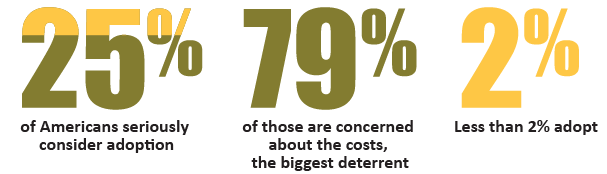 25%
of Americans seriously
consider adoption
79%
of those are concerned
about the costs,
the biggest deterrent
2%
Less than 2% adopt